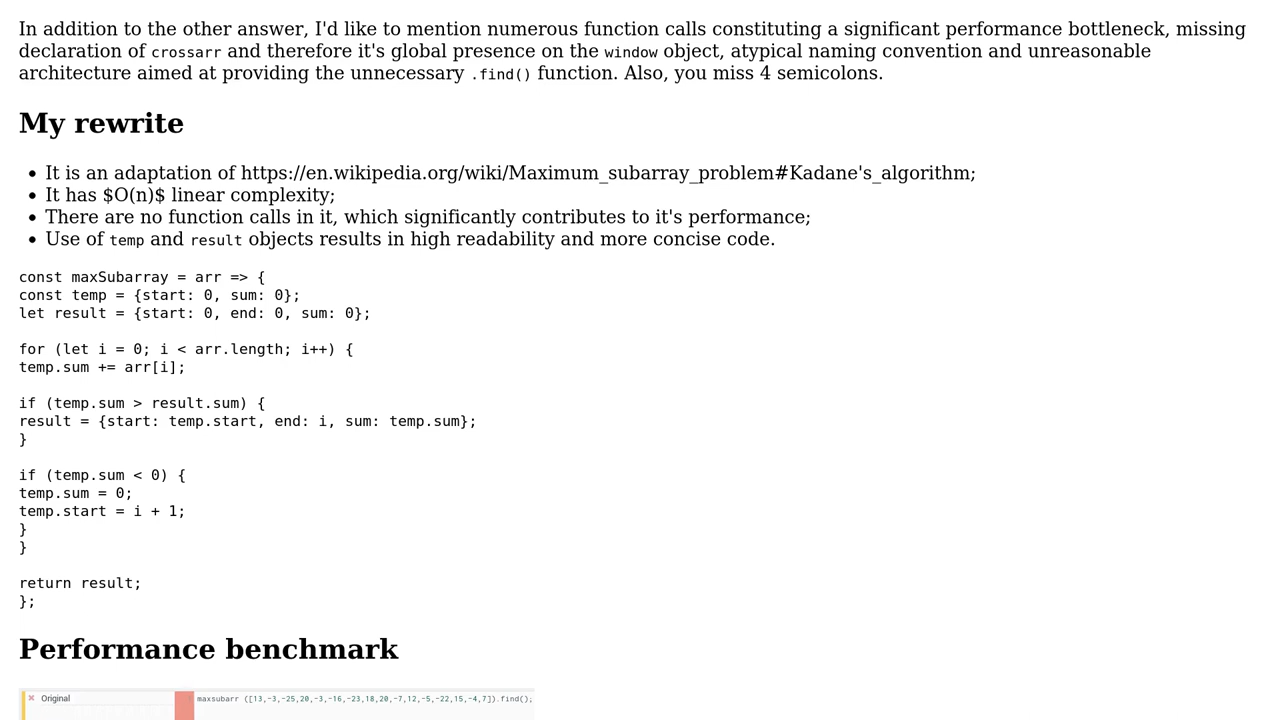 In addition to the other answer, I'd like to mention numerous function calls constituting a significant performance bottleneck, missing
declaration of crossarr and therefore it's global presence on the window object, atypical naming convention and unreasonable
architecture aimed at providing the unnecessary .find() function. Also, you miss 4 semicolons.
My rewrite
• It is an adaptation of https://en.wikipedia.org/wiki/Maximum_subarray_problem#Kadane's_algorithm;
• It has $O(n)$ linear complexity;
• There are no function calls in it, which significantly contributes to it's performance;
• Use of temp and result objects results in high readability and more concise code.
const maxSubarray = arr => {
const temp = {start: 0, sum: 0};
let result = {start: 0, end: 0, sum: 0};
for (let i = 0; i < arr.length; i++) {
temp.sum += arr[i];
if (temp.sum > result.sum) {
result = {start: temp.start, end: i, sum: temp.sum};
}
if (temp.sum < 0) {
temp.sum = 0;
temp.start = i + 1;
}
}
return result;
};
Performance benchmark
Original maxsubarr ([13,-3,-25,20,-3,-16,-23,18,20,-7,12,-5,-22,15,-4,7]).find();